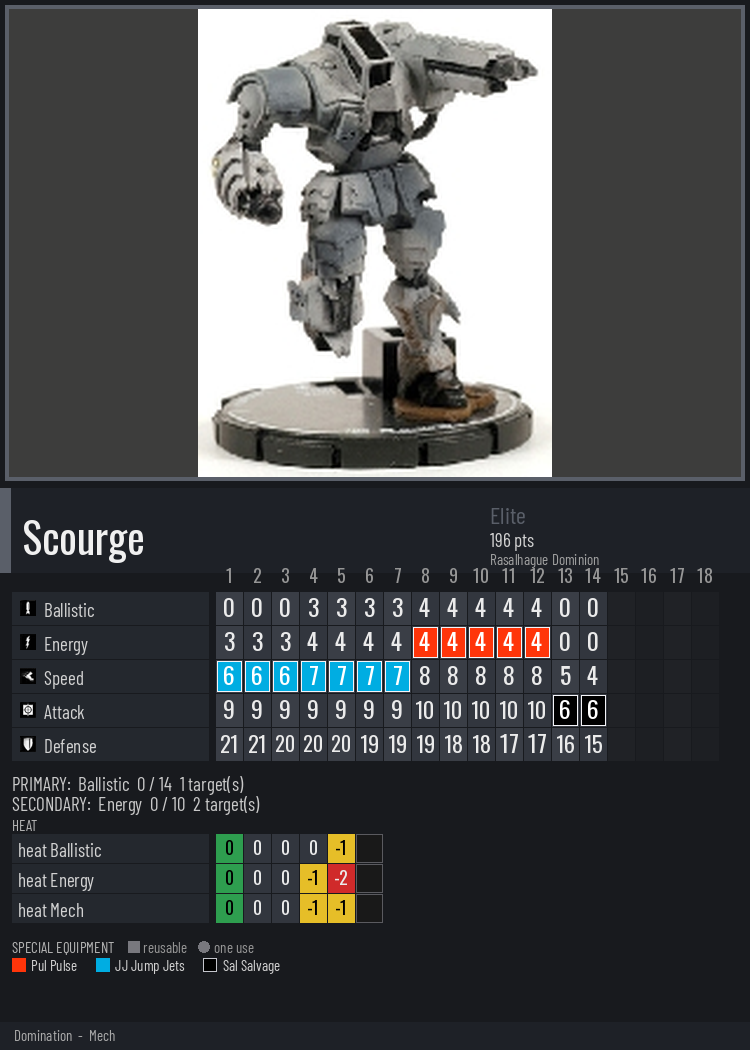 Scourge
Elite
196 pts
Rasalhague Dominion
1 2 3 4 5 6 7 8 9 10 11 12 13 14 15 16 17 18
Ballistic 0 0 0 3 3 3 3 4 4 4 4 4 0 0
Energy 3 3 3 4 4 4 4 4 4 4 4 4 0 0
Speed 6 6 6 7 7 7 7 8 8 8 8 8 5 4
Attack 9 9 9 9 9 9 9 10 10 10 10 10 6 6
Defense 21 21 20 20 20 19 19 19 18 18 17 17 16 15
PRIMARY: Ballistic 0 / 14 1 target(s)
SECONDARY: Energy 0 / 10 2 target(s)
HEAT
heat Ballistic 0 0 0 0 -1
heat Energy 0 0 0 -1 -2
heat Mech 0 0 0 -1 -1
SPECIAL EQUIPMENT reusable one use
Pul Pulse JJ Jump Jets Sal Salvage
Domination - Mech